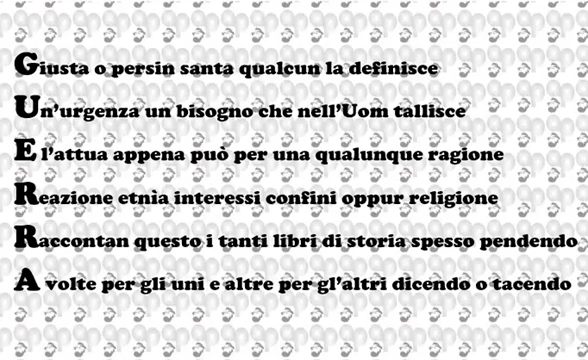 Giusta o persin santa qualcun la definisce
Un'urgenza un bisogno che nell'Uom tallisce
E l'attua appena può per una qualunque ragione
Reazione etnìa interessi confini oppur religione
Raccontan questo i tanti libri di storia spesso pendendo
A volte per gli uni e altre per gl'altri dicendo o tacendo